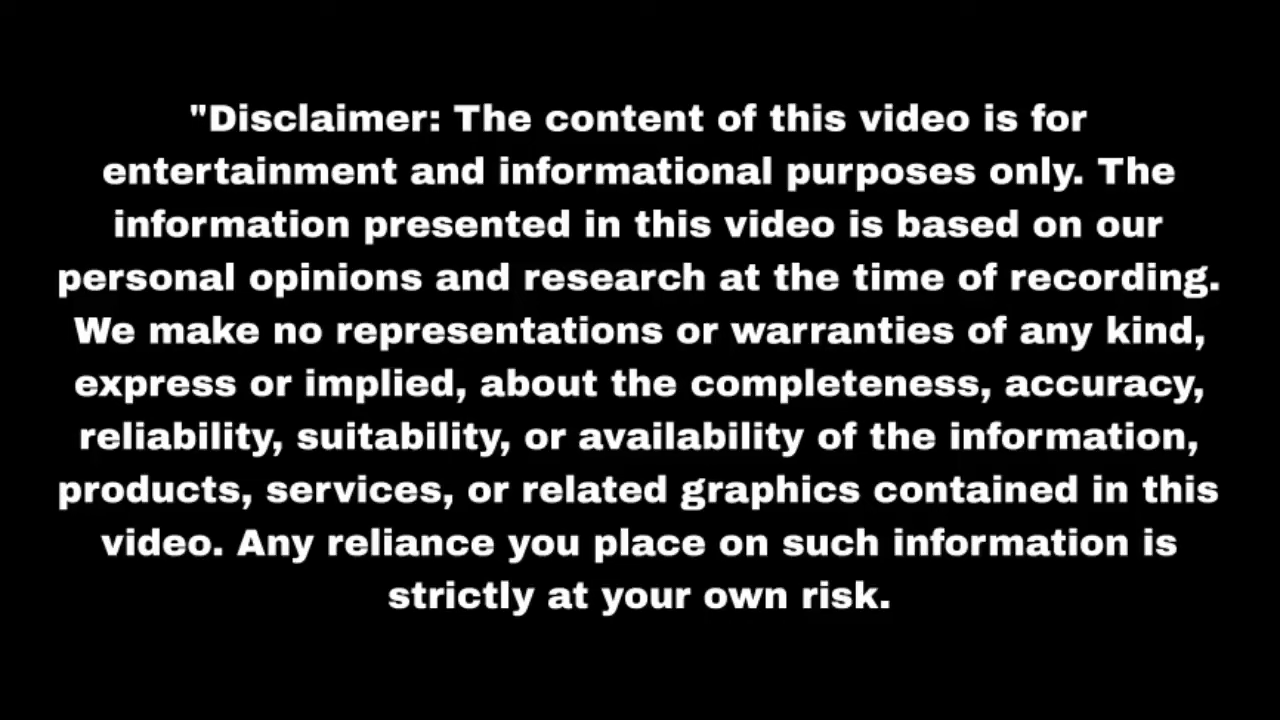 "Disclaimer: The content of this video is for
entertainment and informational purposes only. The
information presented in this video is based on our
personal opinions and research at the time of recording.
We make no representations or warranties of any kind,
express or implied, about the completeness, accuracy,
reliability, suitability, or availability of the information,
products, services, or related graphics contained in this
video. Any reliance you place on such information is
strictly at your own risk.